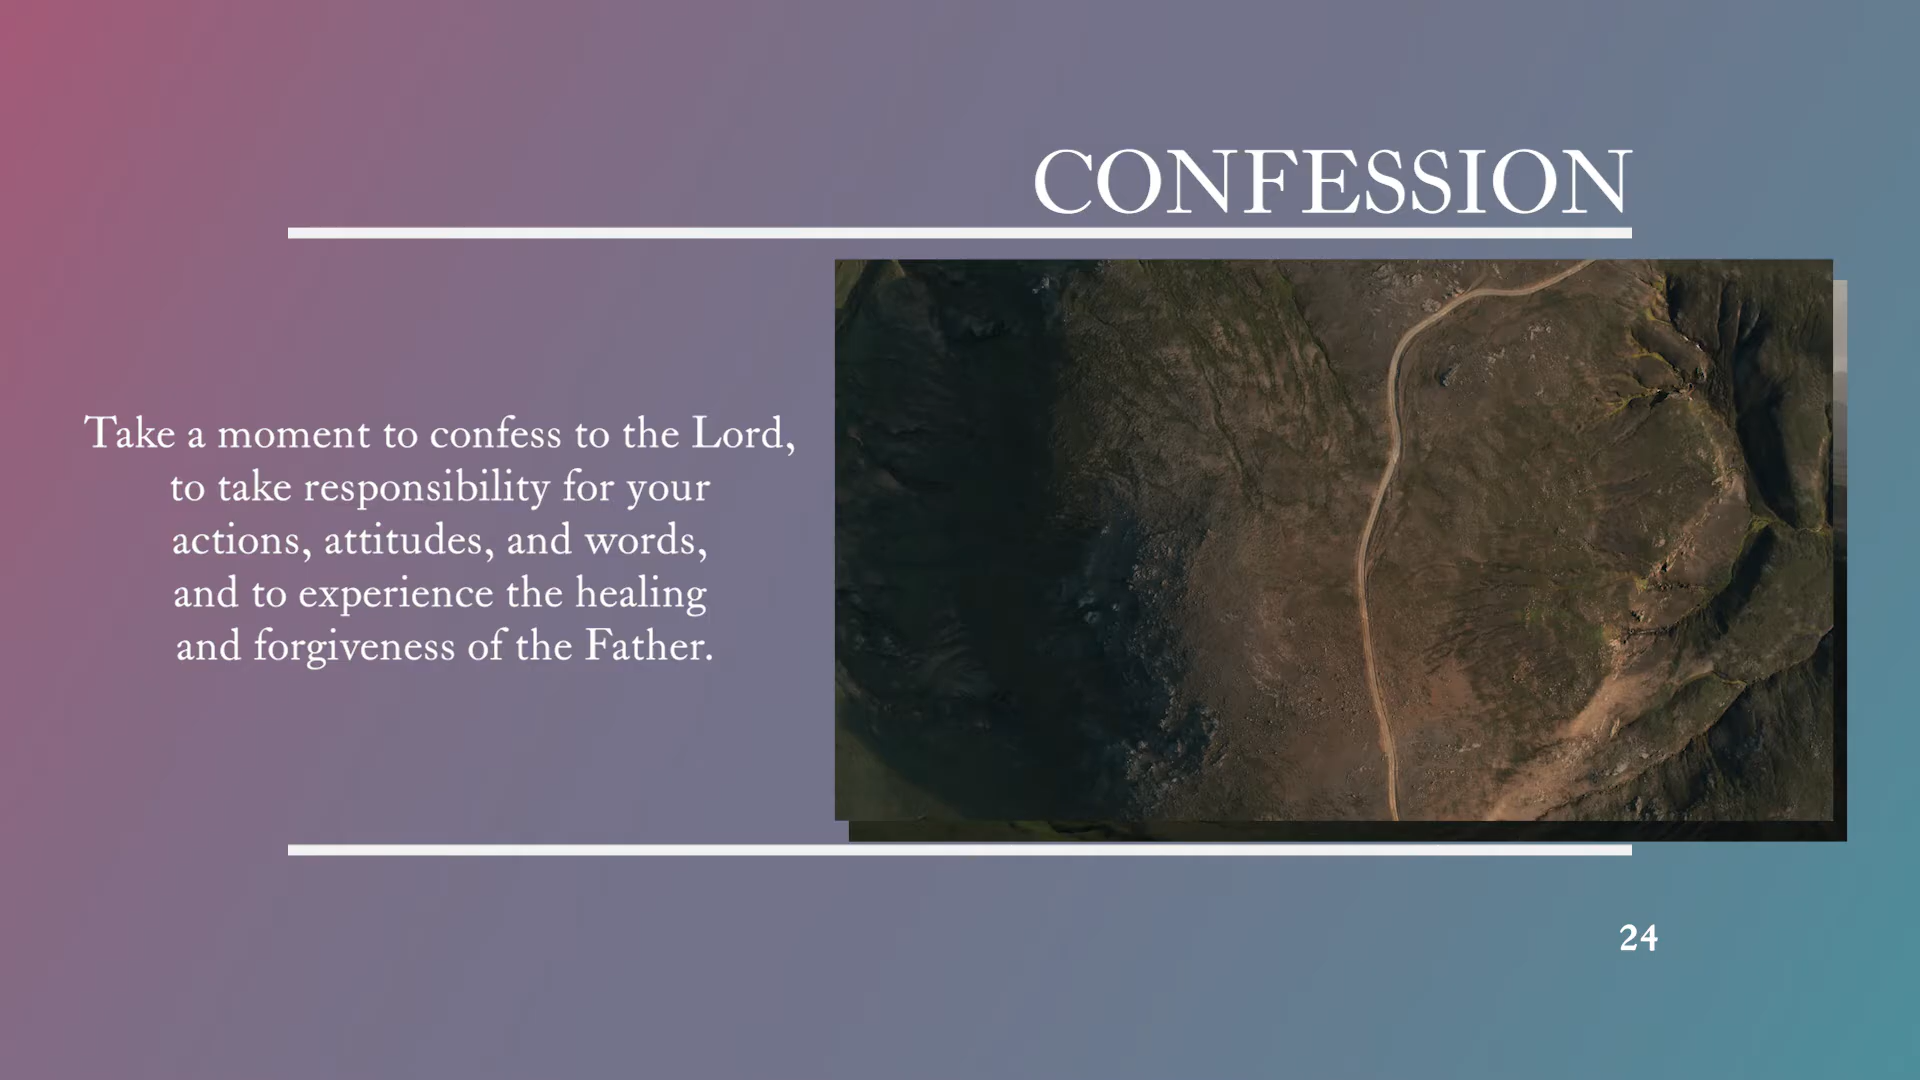 CONFESSION
Take a moment to confess to the Lord,
to take responsibility for your
actions, attitudes, and words,
and to experience the healing
and forgiveness of the Father.
24